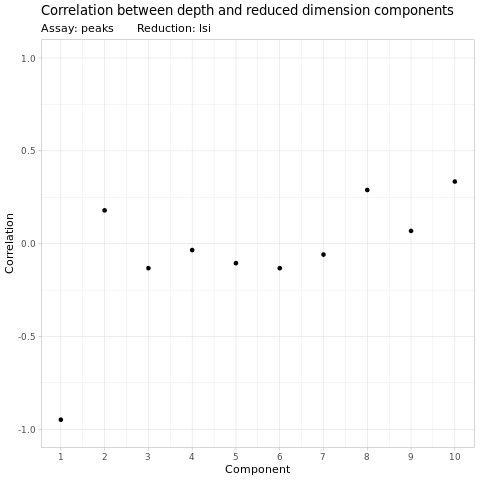 Correlation between depth and reduced dimension components
Assay: peaks Reduction: lsi
1.0
0.5
0.0
-0.5
-1.0
Correlation
1 2 3 4 5 6 7 8 9 10
Component